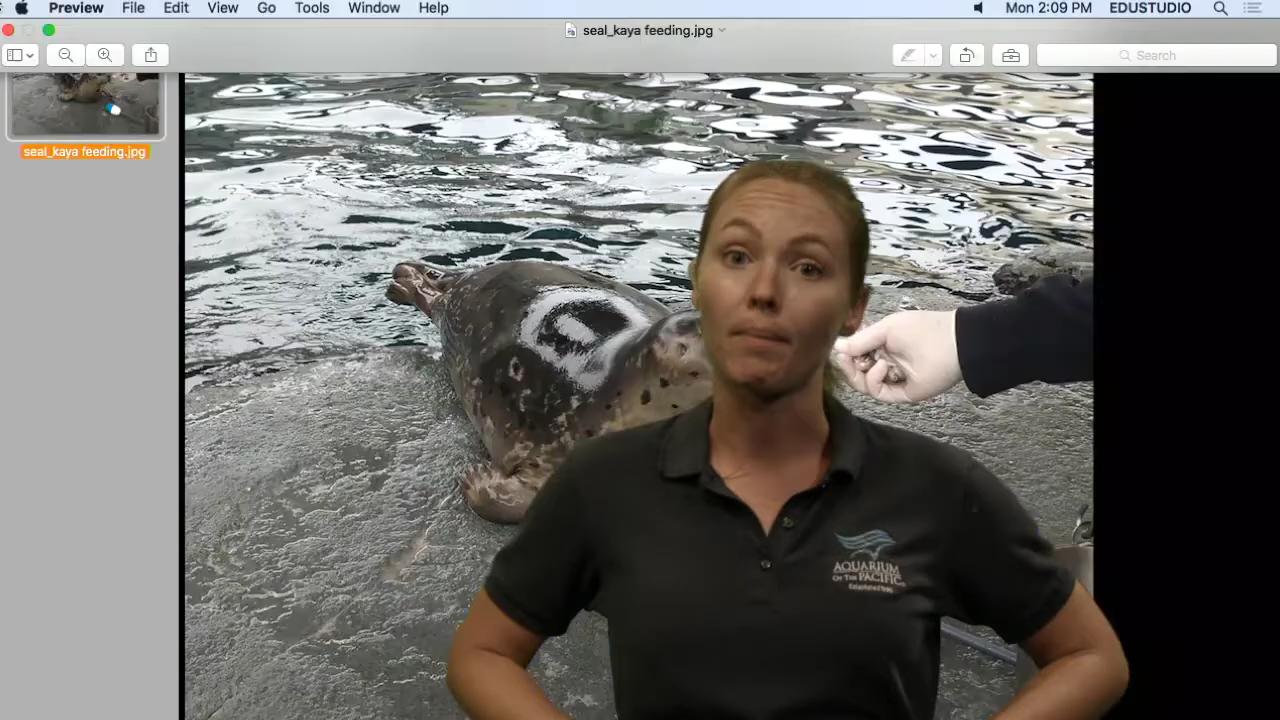 Preview File Edit View Go Tools Window Help Mon 2:09 PM EDUSTUDIO
seal_kaya feeding.jpg
Search
seal_kaya feeding.jpg
AQUARIUM
OF THE PACIFIC